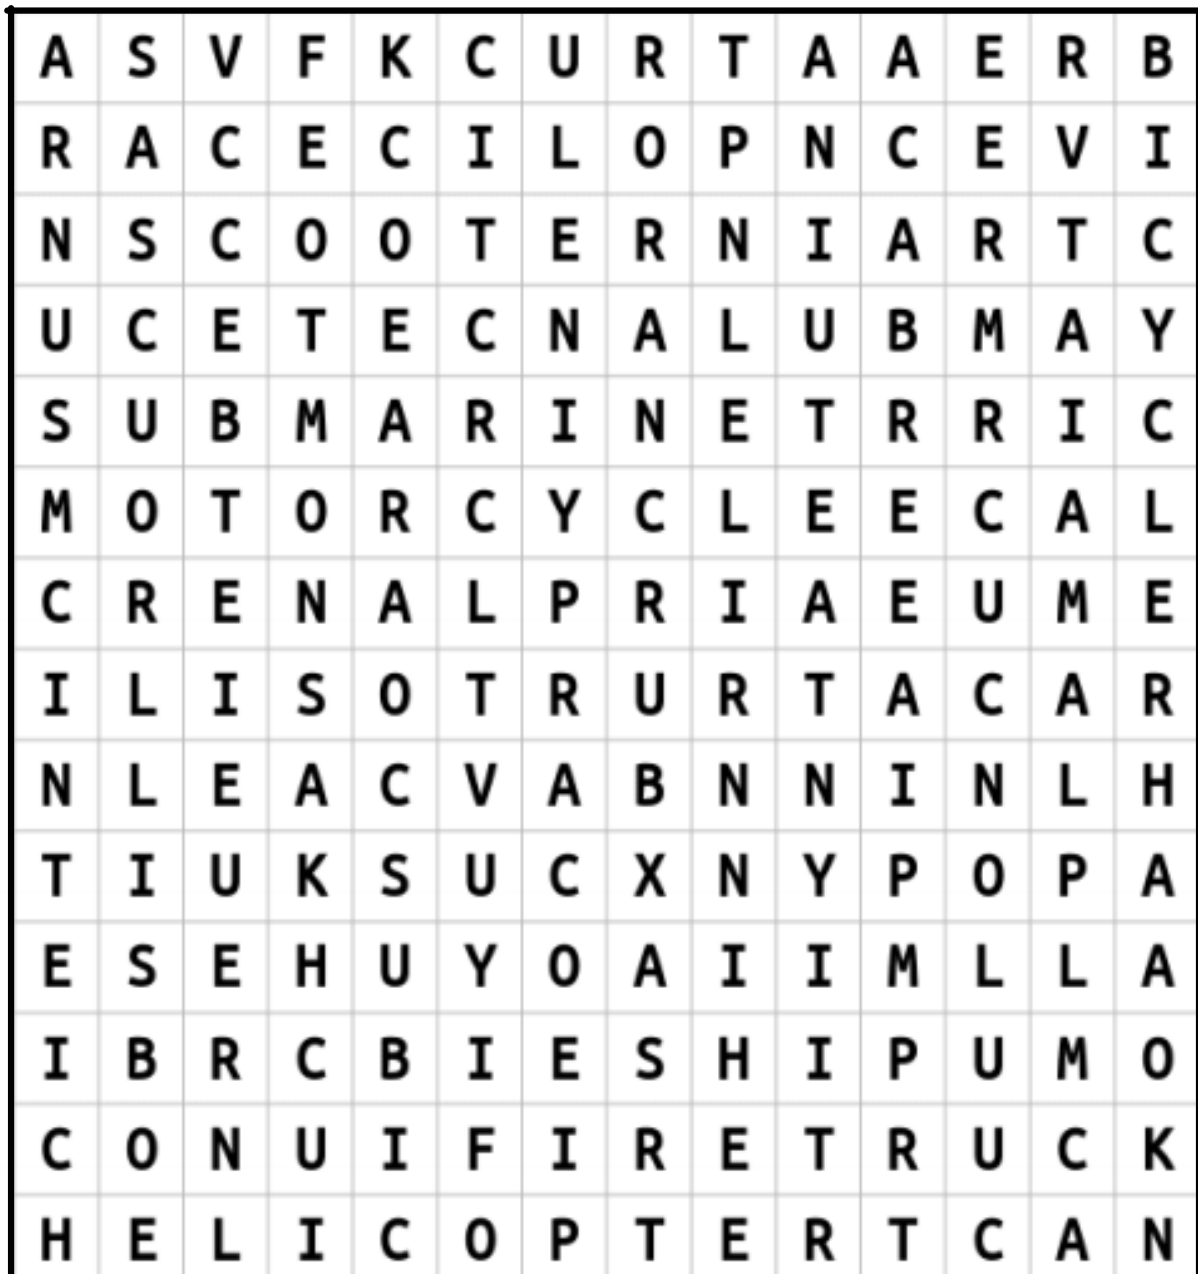 A S V F K C U R T A A E R B
R A C E C I L O P N C E V I
N S C O O T E R N I A R T C
U C E T E C N A L U B M A Y
S U B M A R I N E T R R I C
M O T O R C Y C L E E C A L
C R E N A L P R I A E U M E
I L I S O T R U R T A C A R
N L E A C V A B N N I N L H
T I U K S U C X N Y P O P A
E S E H U Y O A I I M L L A
I B R C B I E S H I P U M O
C O N U I F I R E T R U C K
H E L I C O P T E R T C A N